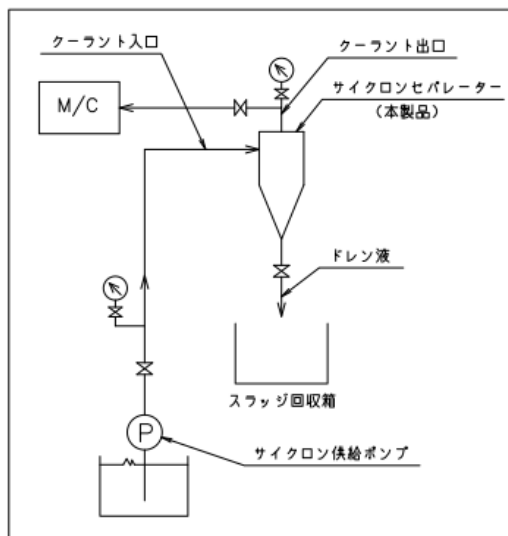 クーラント入口
クーラント出口
サイクロンセパレーター
(本製品)
M/C
ドレン液
スラッジ回収箱
P
サイクロン供給ポンプ